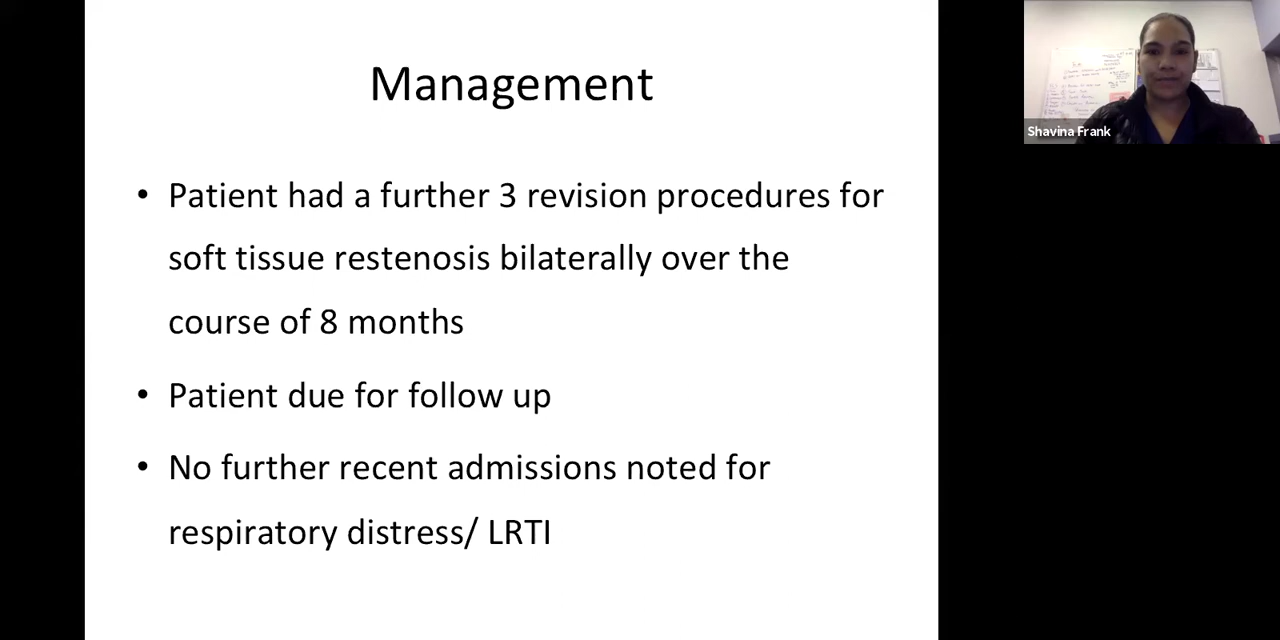 Management
• Patient had a further 3 revision procedures for
soft tissue restenosis bilaterally over the
course of 8 months
• Patient due for follow up
• No further recent admissions noted for
respiratory distress/ LRTI
Shavina Frank